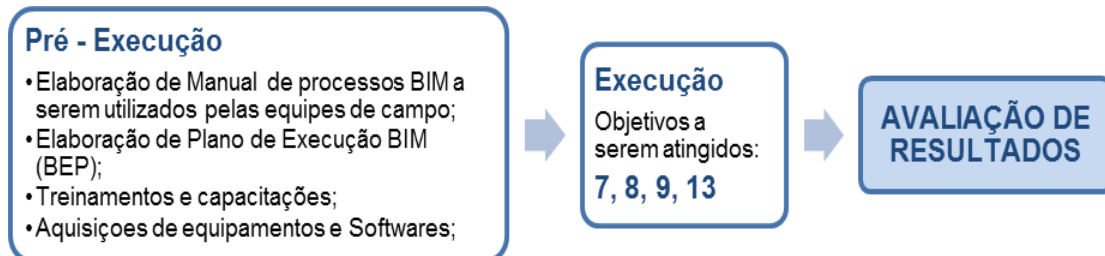 Pré - Execução
•Elaboração de Manual de processos BIM a
serem utilizados pelas equipes de campo;
•Elaboração de Plano de Execução BIM
(BEP);
•Treinamentos e capacitações;
•Aquisiçoes de equipamentos e Softwares;
Execução
Objetivos a
serem atingidos:
7, 8, 9, 13
AVALIAÇÃO DE
RESULTADOS